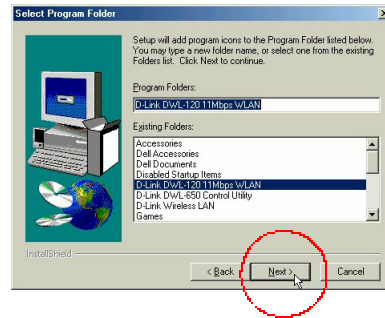 Select Program Folder
Setup will add program icons to the Program Folder listed below.
You may type a new folder name, or select one from the existing
Folders list. Click Next to continue.
Program Folders:
D-Link DWL-120 11Mbps WLAN
Existing Folders:
Accessories
Dell Accessories
Dell Documents
Disabled Startup Items
D-Link DWL-120 11Mbps WLAN
D-Link DWL-650 Control Utility
D-Link Wireless LAN
Games
InstallShield
< Back
Next >
Cancel